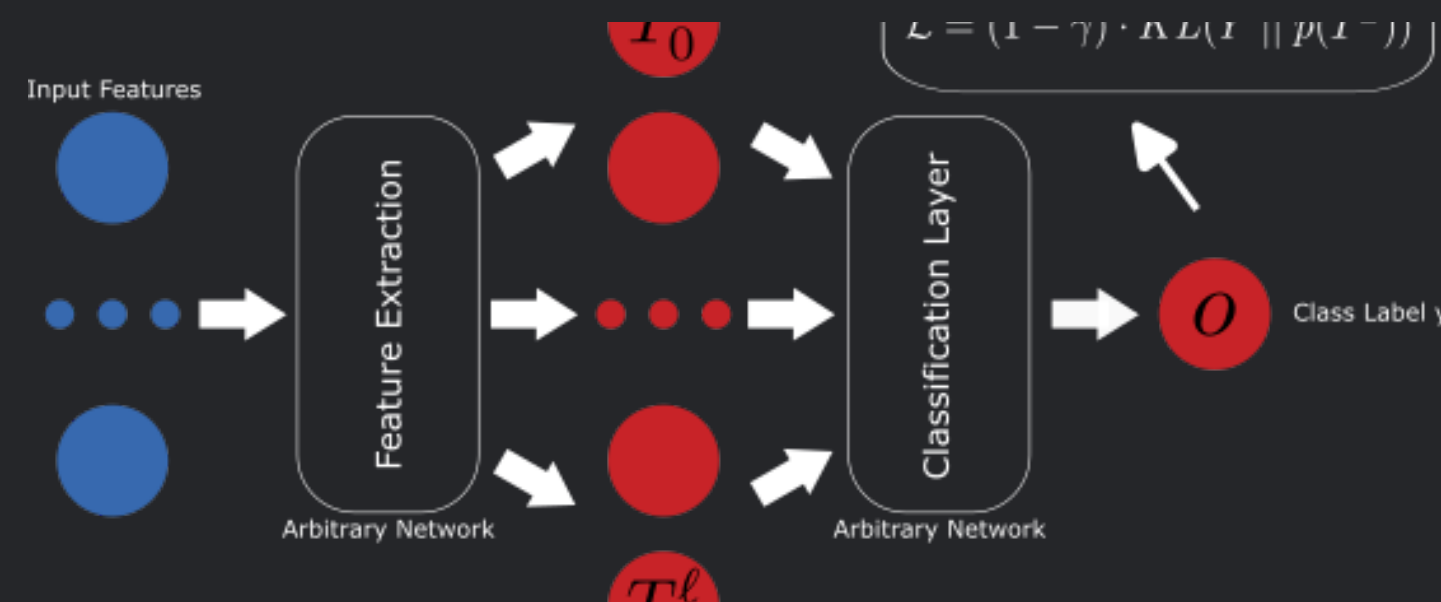 Input Features
Feature Extraction
Arbitrary Network
Classification Layer
Arbitrary Network
O
Class Label y